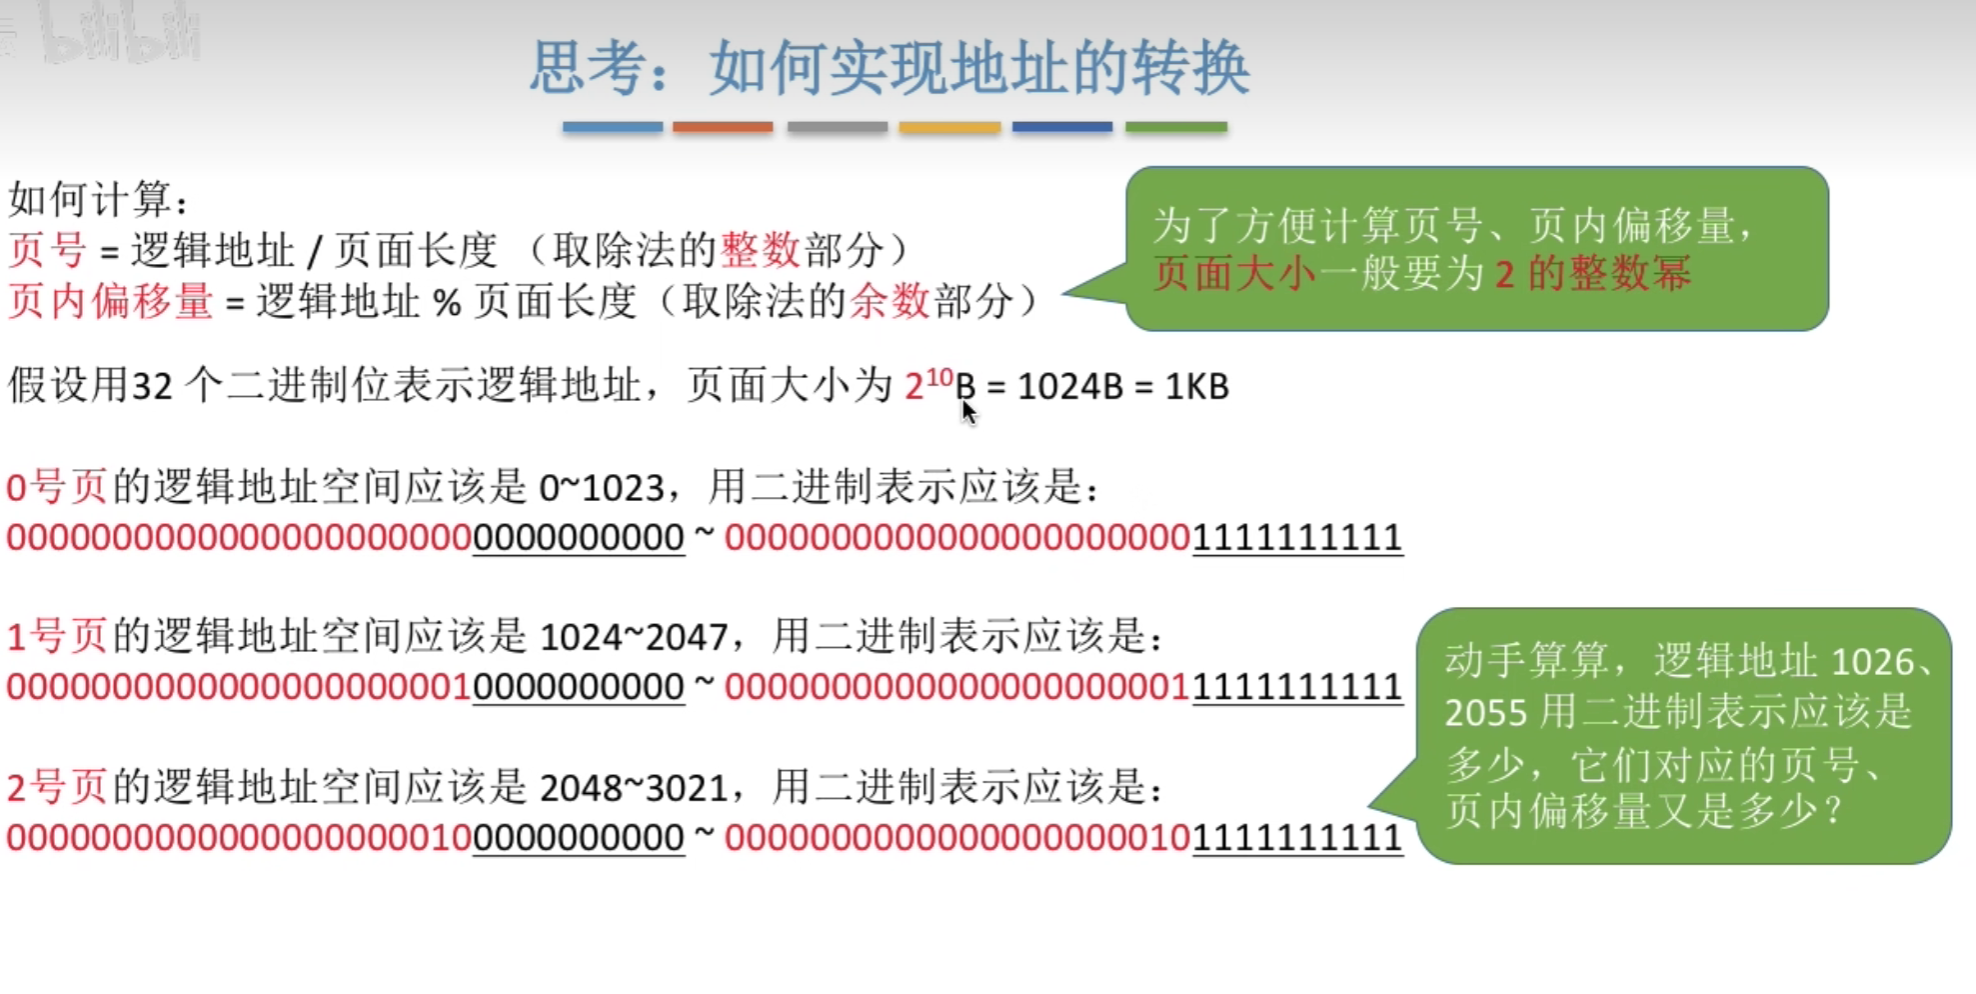 bilibili
思考：如何实现地址的转换
如何计算：
页号 = 逻辑地址 / 页面长度 （取除法的整数部分）
页内偏移量 = 逻辑地址 % 页面长度（取除法的余数部分）
为了方便计算页号、页内偏移量，
页面大小一般要为 2 的整数幂
假设用32 个二进制位表示逻辑地址，页面大小为 2¹⁰B = 1024B = 1KB
0号页的逻辑地址空间应该是 0~1023，用二进制表示应该是：
00000000000000000000000000000000 ~ 00000000000000000000001111111111
1号页的逻辑地址空间应该是 1024~2047，用二进制表示应该是：
00000000000000000000010000000000 ~ 00000000000000000000011111111111
2号页的逻辑地址空间应该是 2048~3021，用二进制表示应该是：
00000000000000000000100000000000 ~ 00000000000000000000101111111111
动手算算，逻辑地址 1026、
2055 用二进制表示应该是
多少，它们对应的页号、
页内偏移量又是多少？